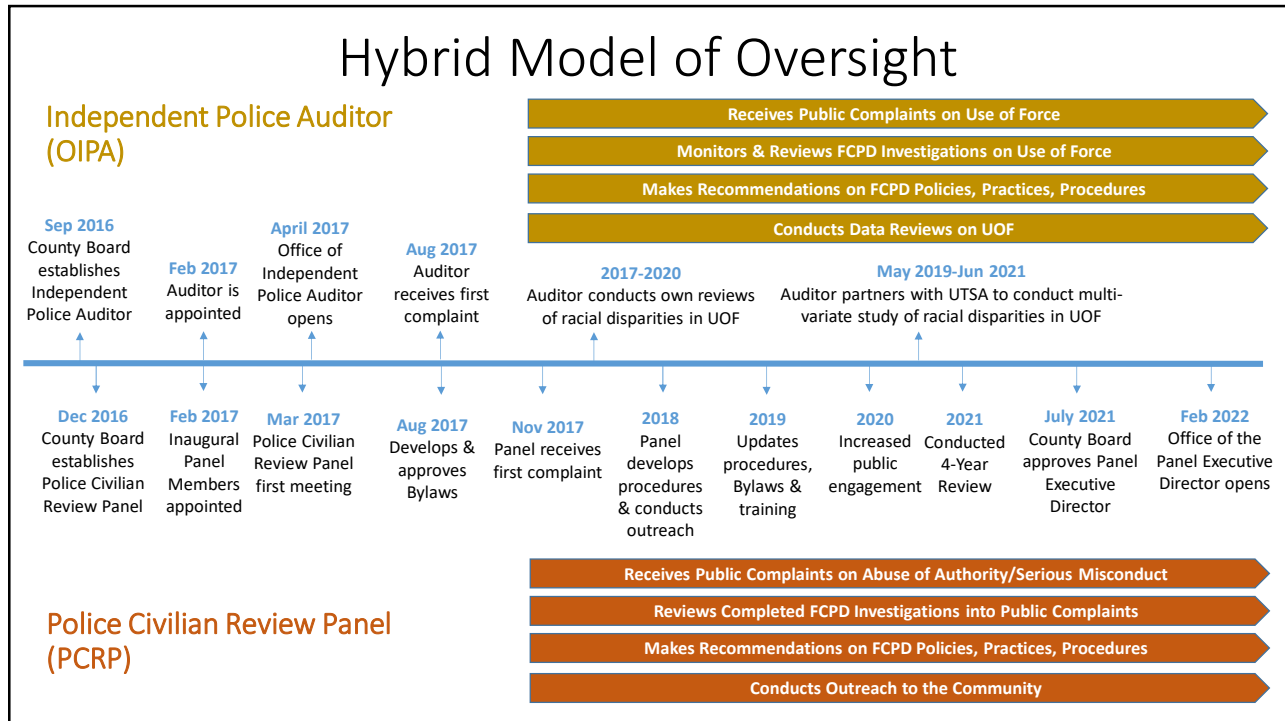 Hybrid Model of Oversight
Independent Police Auditor
(OIPA)
Receives Public Complaints on Use of Force
Monitors & Reviews FCPD Investigations on Use of Force
Makes Recommendations on FCPD Policies, Practices, Procedures
Conducts Data Reviews on UOF
Sep 2016
County Board
establishes
Independent
Police Auditor
Feb 2017
Auditor is
appointed
April 2017
Office of
Independent
Police Auditor
opens
Aug 2017
Auditor
receives first
complaint
2017-2020
Auditor conducts own reviews
of racial disparities in UOF
May 2019-Jun 2021
Auditor partners with UTSA to conduct multi-
variate study of racial disparities in UOF
Dec 2016
County Board
establishes
Police Civilian
Review Panel
Feb 2017
Inaugural
Panel
Members
appointed
Mar 2017
Police Civilian
Review Panel
first meeting
Aug 2017
Develops &
approves
Bylaws
Nov 2017
Panel receives
first complaint
2018
Panel
develops
procedures
& conducts
outreach
2019
Updates
procedures,
Bylaws &
training
2020
Increased
public
engagement
2021
Conducted
4-Year
Review
July 2021
County Board
approves Panel
Executive
Director
Feb 2022
Office of the
Panel Executive
Director opens
Police Civilian Review Panel
(PCRP)
Receives Public Complaints on Abuse of Authority/Serious Misconduct
Reviews Completed FCPD Investigations into Public Complaints
Makes Recommendations on FCPD Policies, Practices, Procedures
Conducts Outreach to the Community